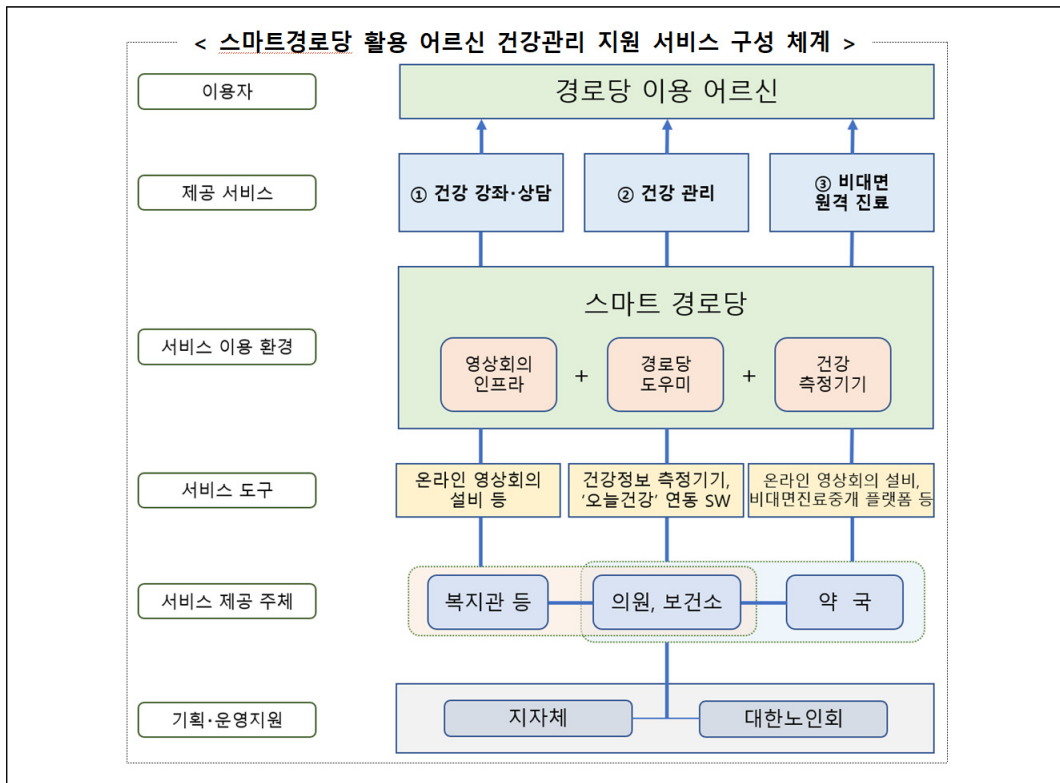 < 스마트경로당 활용 어르신 건강관리 지원 서비스 구성 체계 >
이용자
경로당 이용 어르신
제공 서비스
① 건강 강좌·상담
② 건강 관리
③ 비대면
원격 진료
서비스 이용 환경
스마트 경로당
영상회의
인프라
+
경로당
도우미
+
건강
측정기기
서비스 도구
온라인 영상회의
설비 등
건강정보 측정기기,
'오늘건강' 연동 SW
온라인 영상회의 설비,
비대면진료중개 플랫폼 등
서비스 제공 주체
복지관 등
의원, 보건소
약 국
기획·운영지원
지자체
대한노인회